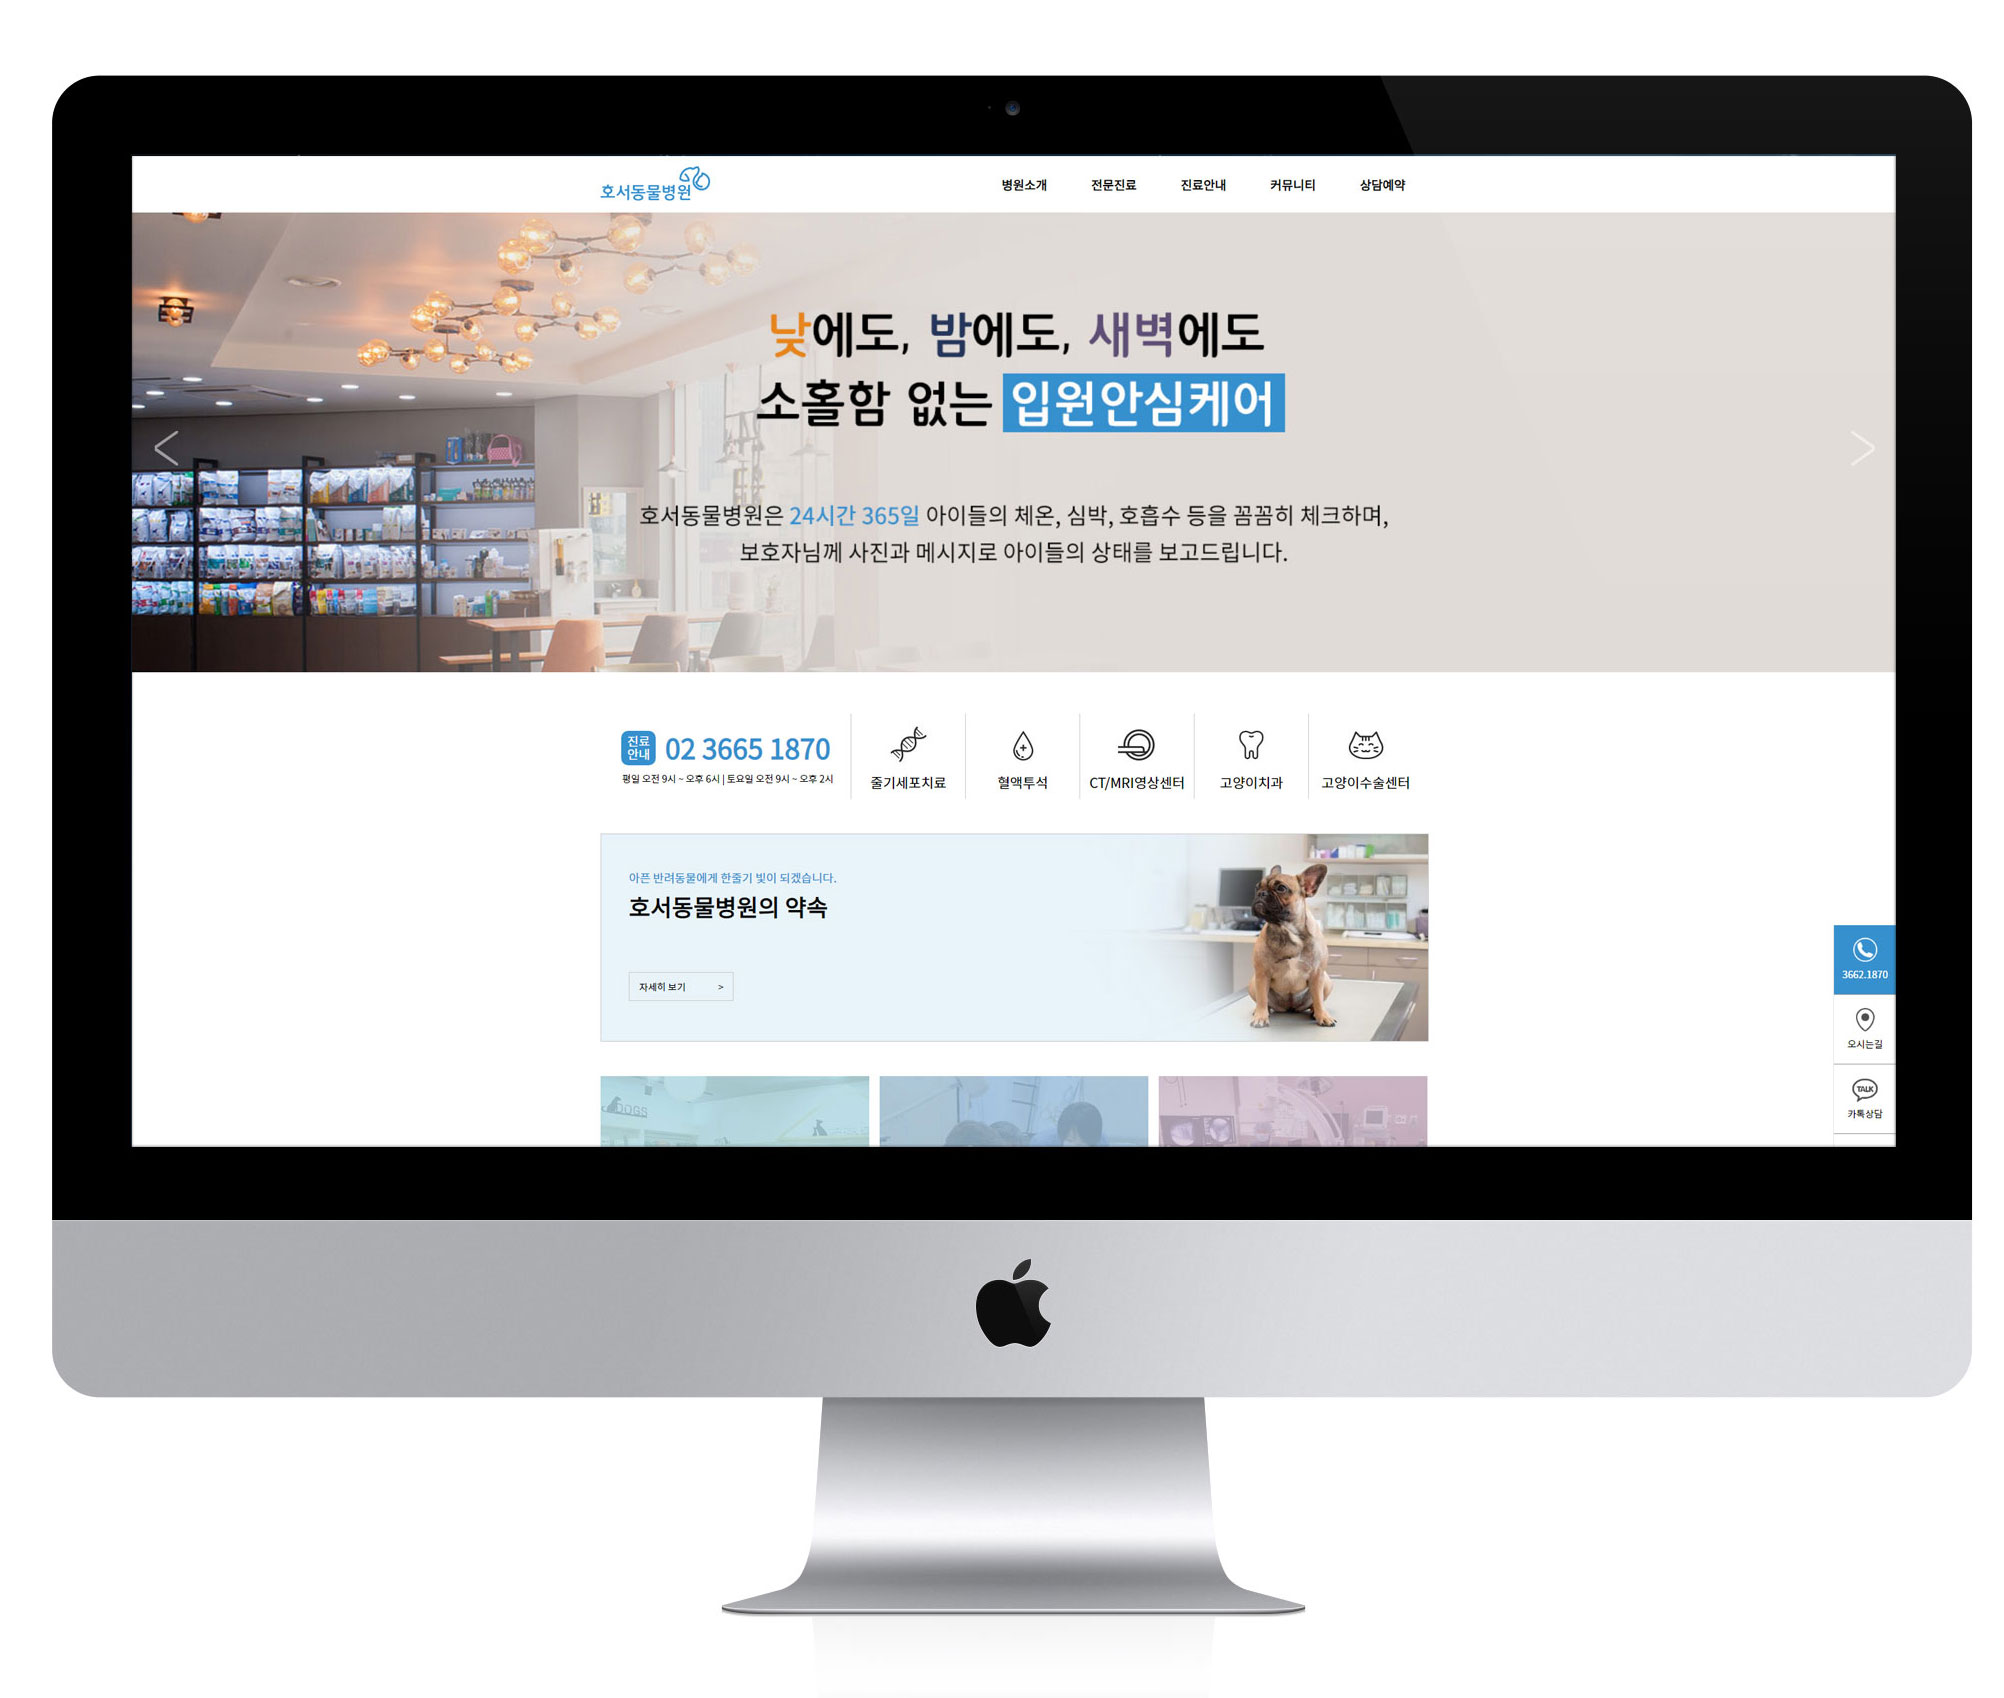 호서동물병원
병원소개 전문진료 진료안내 커뮤니티 상담예약
낮에도, 밤에도, 새벽에도
소홀함 없는 입원안심케어
호서동물병원은 24시간 365일 아이들의 체온, 심박, 호흡수 등을 꼼꼼히 체크하며,
보호자님께 사진과 메시지로 아이들의 상태를 보고드립니다.
진료
안내
02 3665 1870
평일 오전 9시 ~ 오후 6시 | 토요일 오전 9시 ~ 오후 2시
줄기세포치료
혈액투석
CT/MRI영상센터
고양이치과
고양이수술센터
아픈 반려동물에게 한줄기 빛이 되겠습니다.
호서동물병원의 약속
자세히 보기 >
3662.1870
오시는길
TALK
카톡상담
DOGS